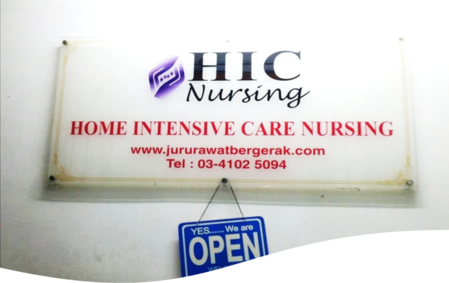 HIC
Nursing
HOME INTENSIVE CARE NURSING
www.jururawatbergerak.com
Tel : 03-4102 5094
YES...... We are
OPEN